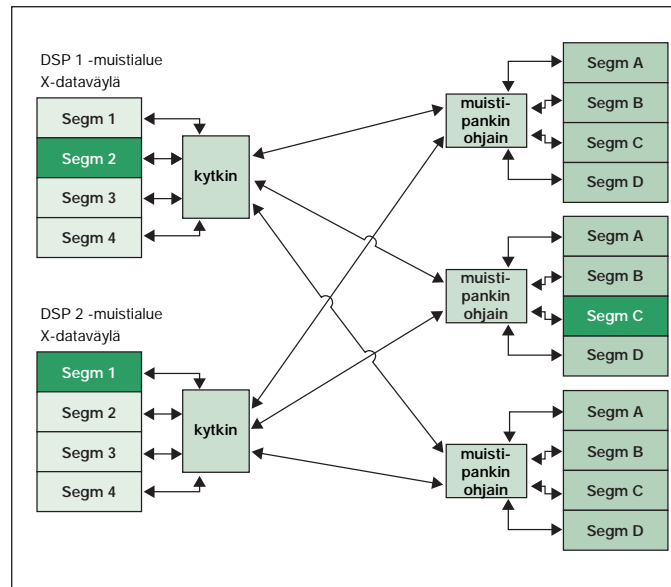 DSP 1 -muistialue
X-dataväylä
Segm 1
Segm 2
Segm 3
Segm 4
kytkin
DSP 2 -muistialue
X-dataväylä
Segm 1
Segm 2
Segm 3
Segm 4
kytkin
muisti-
pankin
ohjain
Segm A
Segm B
Segm C
Segm D
muisti-
pankin
ohjain
Segm A
Segm B
Segm C
Segm D
muisti-
pankin
ohjain
Segm A
Segm B
Segm C
Segm D